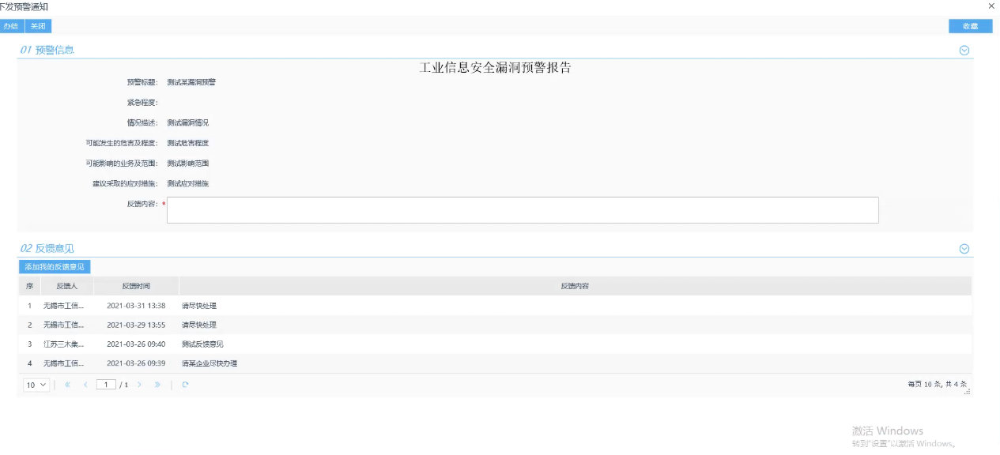 下发预警通知
办结 关闭 收藏
01 预警信息
工业信息安全漏洞预警报告
预警标题： 测试某漏洞预警
紧急程度：
情况描述： 测试漏洞情况
可能发生的危害及程度： 测试危害程度
可能影响的业务及范围： 测试影响范围
建议采取的应对措施： 测试应对措施
反馈内容： *
02 反馈意见
添加我的反馈意见
序 反馈人 反馈时间 反馈内容
1 无锡市工信... 2021-03-31 13:38 请尽快处理
2 无锡市工信... 2021-03-29 13:55 请尽快处理
3 江苏三木集... 2021-03-26 09:40 测试反馈意见
4 无锡市工信... 2021-03-26 09:39 请某企业尽快办理
10 1 / 1 每页 10 条, 共 4 条
激活 Windows
转到"设置"以激活 Windows。